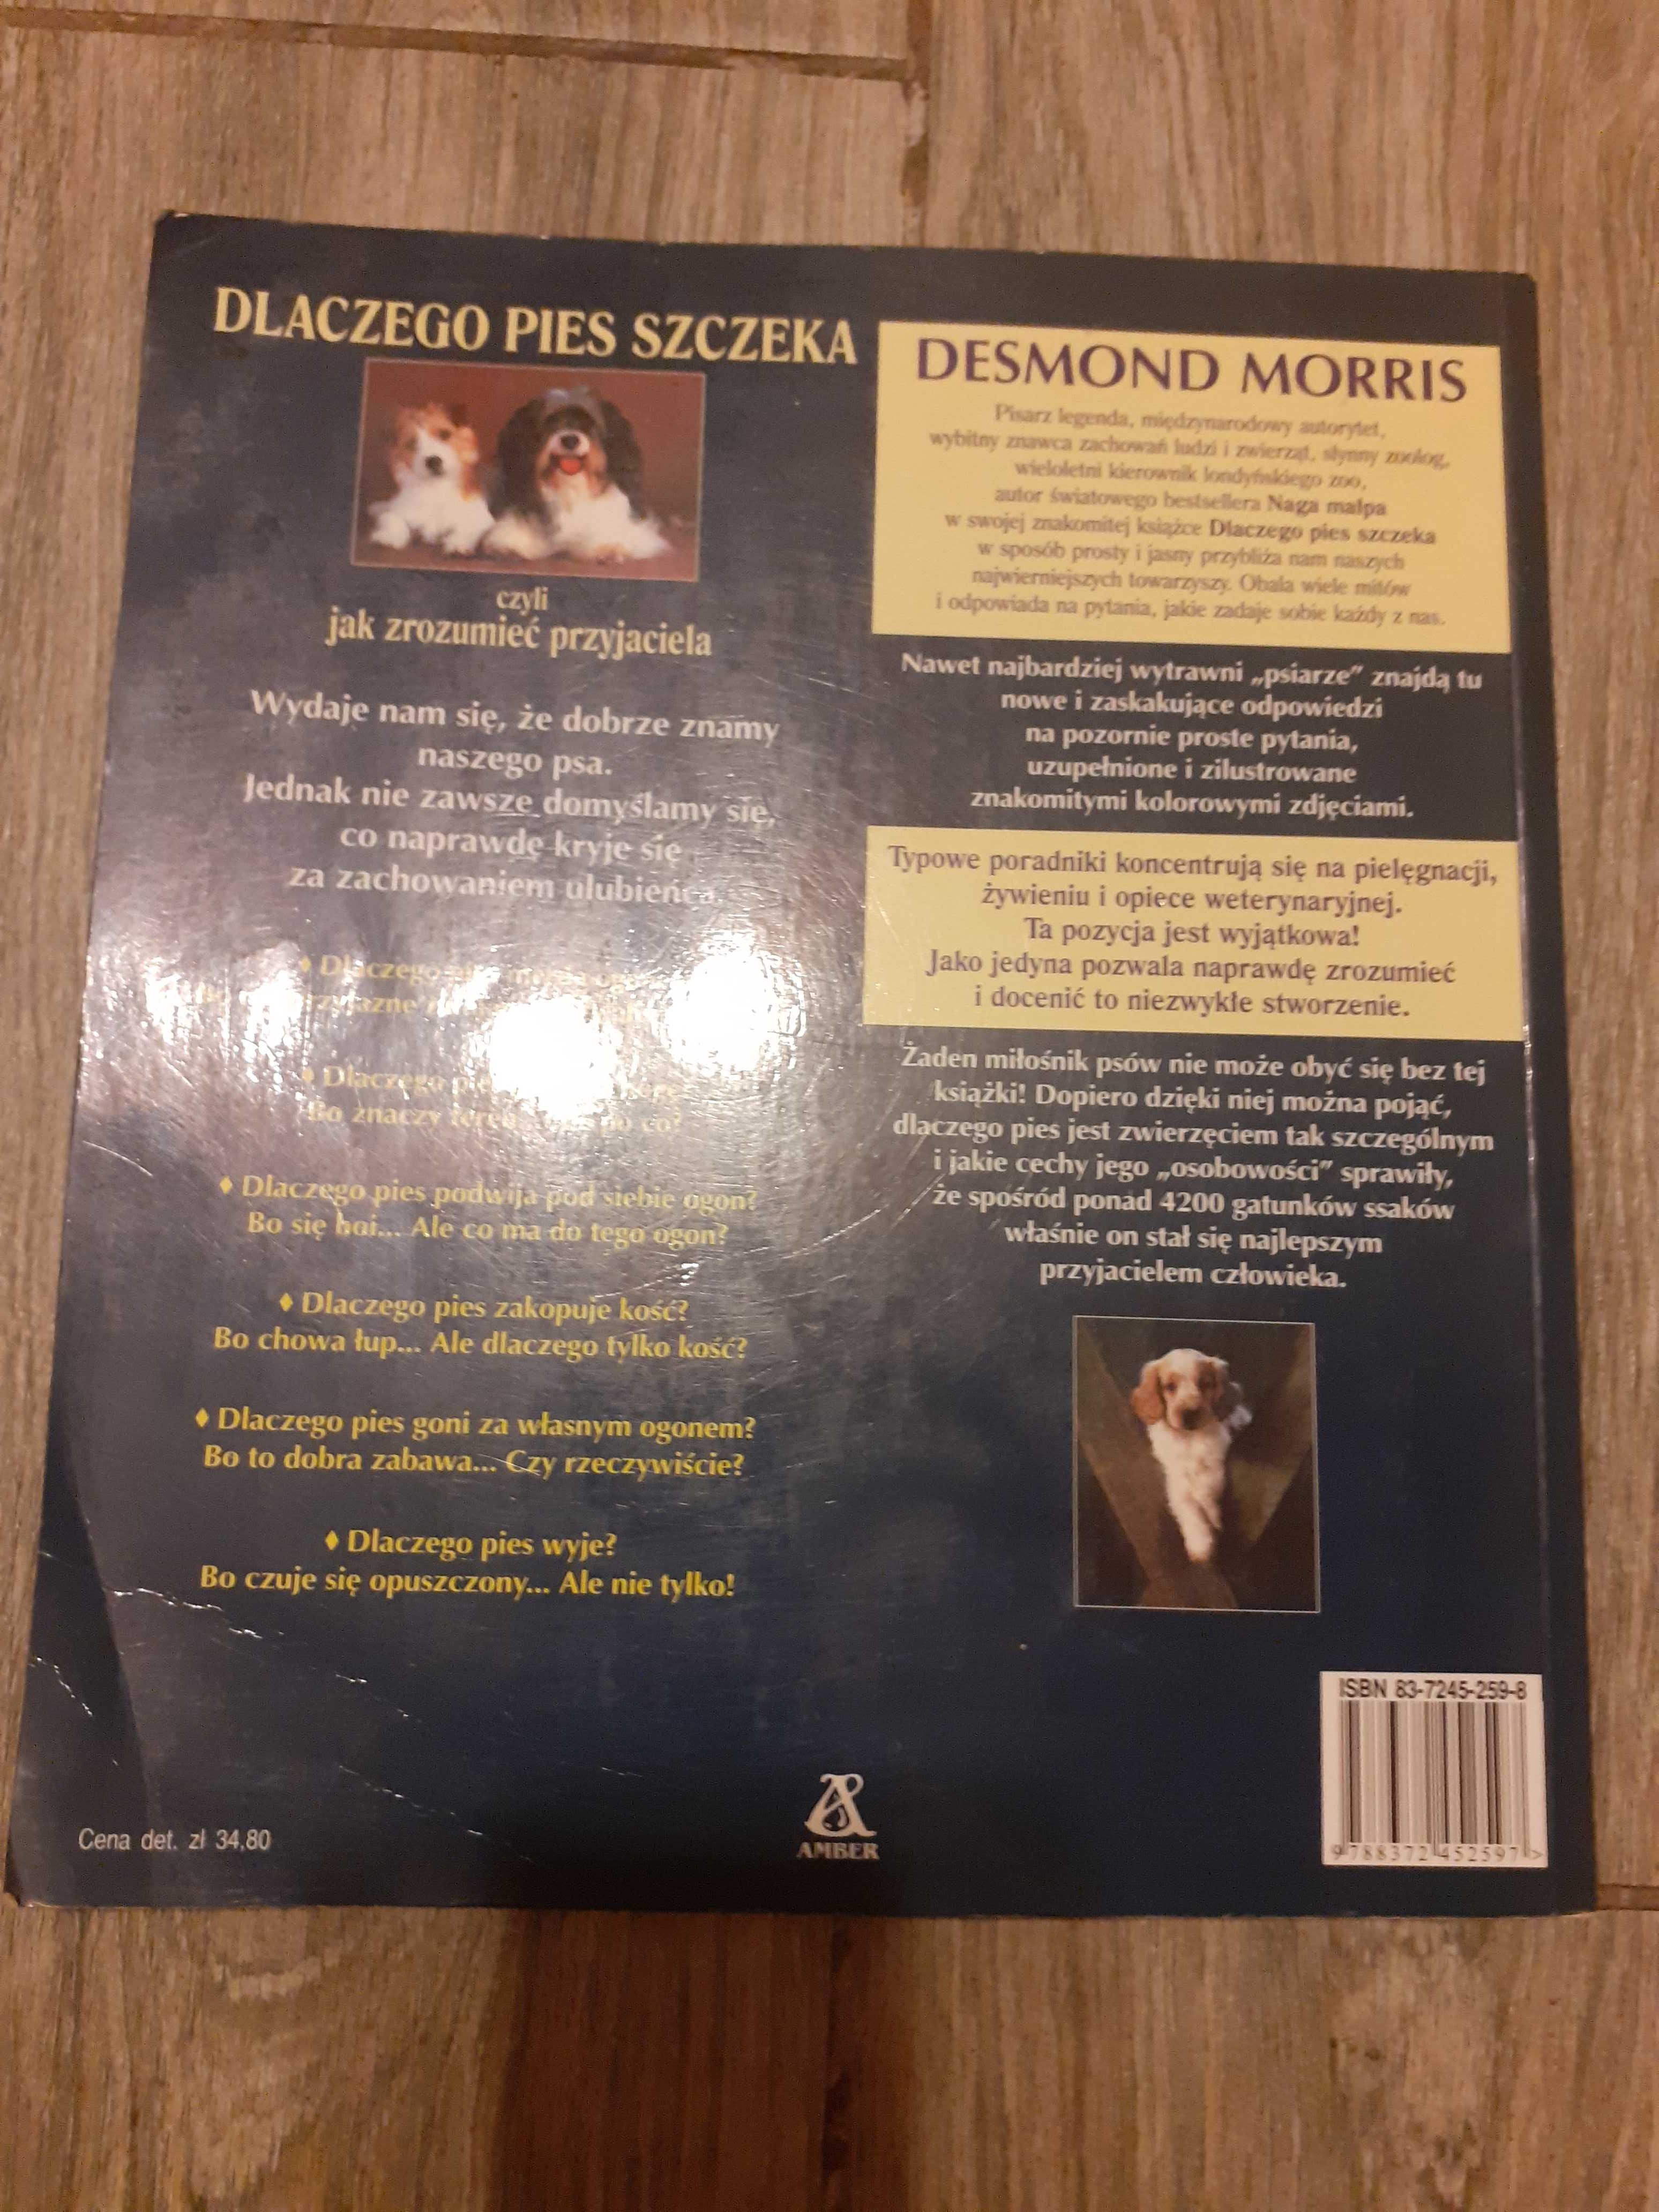 DLACZEGO PIES SZCZEKA
czyli
jak zrozumieć przyjaciela
Wydaje nam się, że dobrze znamy
naszego psa.
Jednak nie zawsze domyślamy się,
co naprawdę kryje się
za zachowaniem ulubieńca.
♦ Dlaczego
♦ Dlaczego
Bo znaczy teren po co?
♦ Dlaczego pies podwija pod siebie ogon?
Bo się boi... Ale co ma do tego ogon?
♦ Dlaczego pies zakopuje kość?
Bo chowa łup... Ale dlaczego tylko kość?
♦ Dlaczego pies goni za własnym ogonem?
Bo to dobra zabawa... Czy rzeczywiście?
♦ Dlaczego pies wyje?
Bo czuje się opuszczony... Ale nie tylko!
Cena det. zł 34,80
AMBER
DESMOND MORRIS
Pisarz legenda, międzynarodowy autorytet,
wybitny znawca zachowań ludzi i zwierząt, słynny zoolog,
wieloletni kierownik londyńskiego zoo,
autor światowego bestsellera Naga małpa
w swojej znakomitej książce Dlaczego pies szczeka
w sposób prosty i jasny przybliża nam naszych
najwierniejszych towarzyszy. Obala wiele mitów
i odpowiada na pytania, jakie zadaje sobie każdy z nas.
Nawet najbardziej wytrawni „psiarze” znajdą tu
nowe i zaskakujące odpowiedzi
na pozornie proste pytania,
uzupełnione i zilustrowane
znakomitymi kolorowymi zdjęciami.
Typowe poradniki koncentrują się na pielęgnacji,
żywieniu i opiece weterynaryjnej.
Ta pozycja jest wyjątkowa!
Jako jedyna pozwala naprawdę zrozumieć
i docenić to niezwykłe stworzenie.
Żaden miłośnik psów nie może obyć się bez tej
książki! Dopiero dzięki niej można pojąć,
dlaczego pies jest zwierzęciem tak szczególnym
i jakie cechy jego „osobowości” sprawiły,
że spośród ponad 4200 gatunków ssaków
właśnie on stał się najlepszym
przyjacielem człowieka.
ISBN 83-7245-259-8
9 788372 452597 >